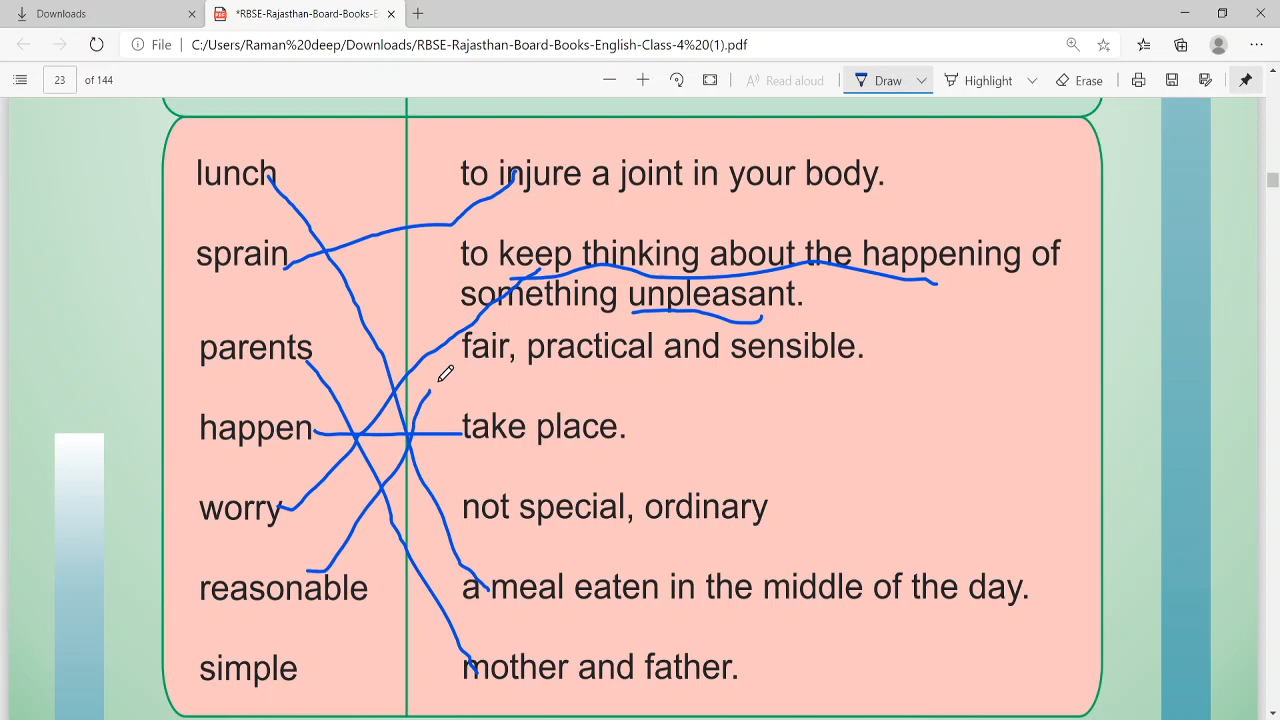 Downloads
*RBSE-Rajasthan-Board-Books-E
File C:/Users/Raman%20deep/Downloads/RBSE-Rajasthan-Board-Books-English-Class-4%20(1).pdf
23 of 144 Read aloud Draw Highlight Erase
lunch to injure a joint in your body.
sprain to keep thinking about the happening of
something unpleasant.
parents fair, practical and sensible.
happen take place.
worry not special, ordinary
reasonable a meal eaten in the middle of the day.
simple mother and father.